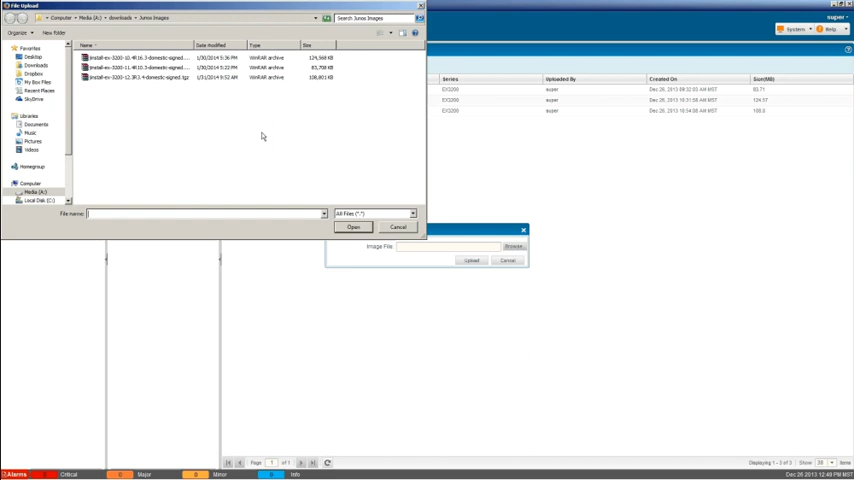 File Upload
super
Computer ▸ Media (A:) ▸ downloads ▸ Junos Images
Search Junos Images
System
Help
Organize
New folder
Favorites
Desktop
Downloads
Dropbox
My Box Files
Recent Places
SkyDrive
Libraries
Documents
Music
Pictures
Videos
Homegroup
Computer
Media (A:)
Local Disk (C:)
Name Date modified Type Size
jinstall-ex-3200-10.4R16.3-domestic-signed.... 1/30/2014 5:36 PM WinRAR archive 124,568 KB
jinstall-ex-3200-11.4R10.3-domestic-signed.... 1/30/2014 5:22 PM WinRAR archive 83,708 KB
jinstall-ex-3200-12.3R3.4-domestic-signed.tgz 1/31/2014 9:52 AM WinRAR archive 108,801 KB
Series Uploaded By Created On Size(MB)
EX3200 super Dec 26, 2013 09:32:03 AM MST 83.71
EX3200 super Dec 26, 2013 10:31:58 AM MST 124.57
EX3200 super Dec 26, 2013 10:34:08 AM MST 108.8
File name:
All Files (*.*)
Open
Cancel
Image File:
Browse...
Upload
Cancel
Page 1 of 1
Displaying 1 - 3 of 3
Show
items
Alarms 0 Critical 0 Major 0 Minor 0 Info
Dec 26 2013 12:48 PM MST